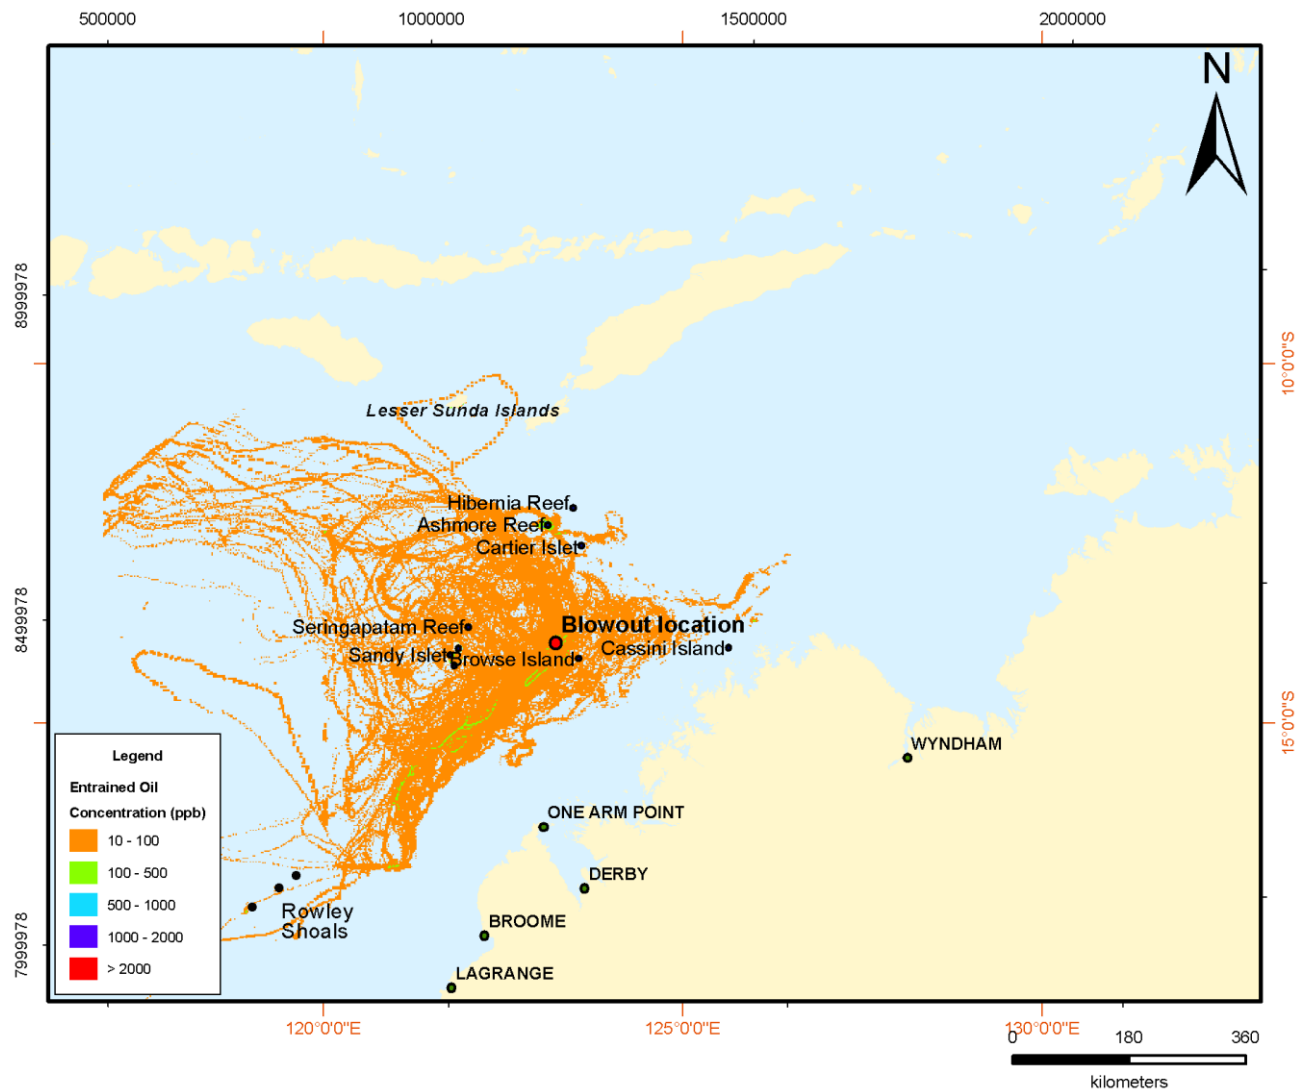 500000 1000000 1500000 2000000
N
8999978
10°0'0"S
Lesser Sunda Islands
Hibernia Reef
Ashmore Reef
Cartier Islet
8499978
Blowout location
Seringapatam Reef
Cassini Island
Sandy Islet
Browse Island
15°0'0"S
WYNDHAM
Legend
Entrained Oil
Concentration (ppb)
10 - 100
100 - 500
500 - 1000
1000 - 2000
> 2000
ONE ARM POINT
DERBY
Rowley
Shoals
BROOME
7999978
LAGRANGE
120°0'0"E 125°0'0"E 130°0'0"E
0 180 360
kilometers